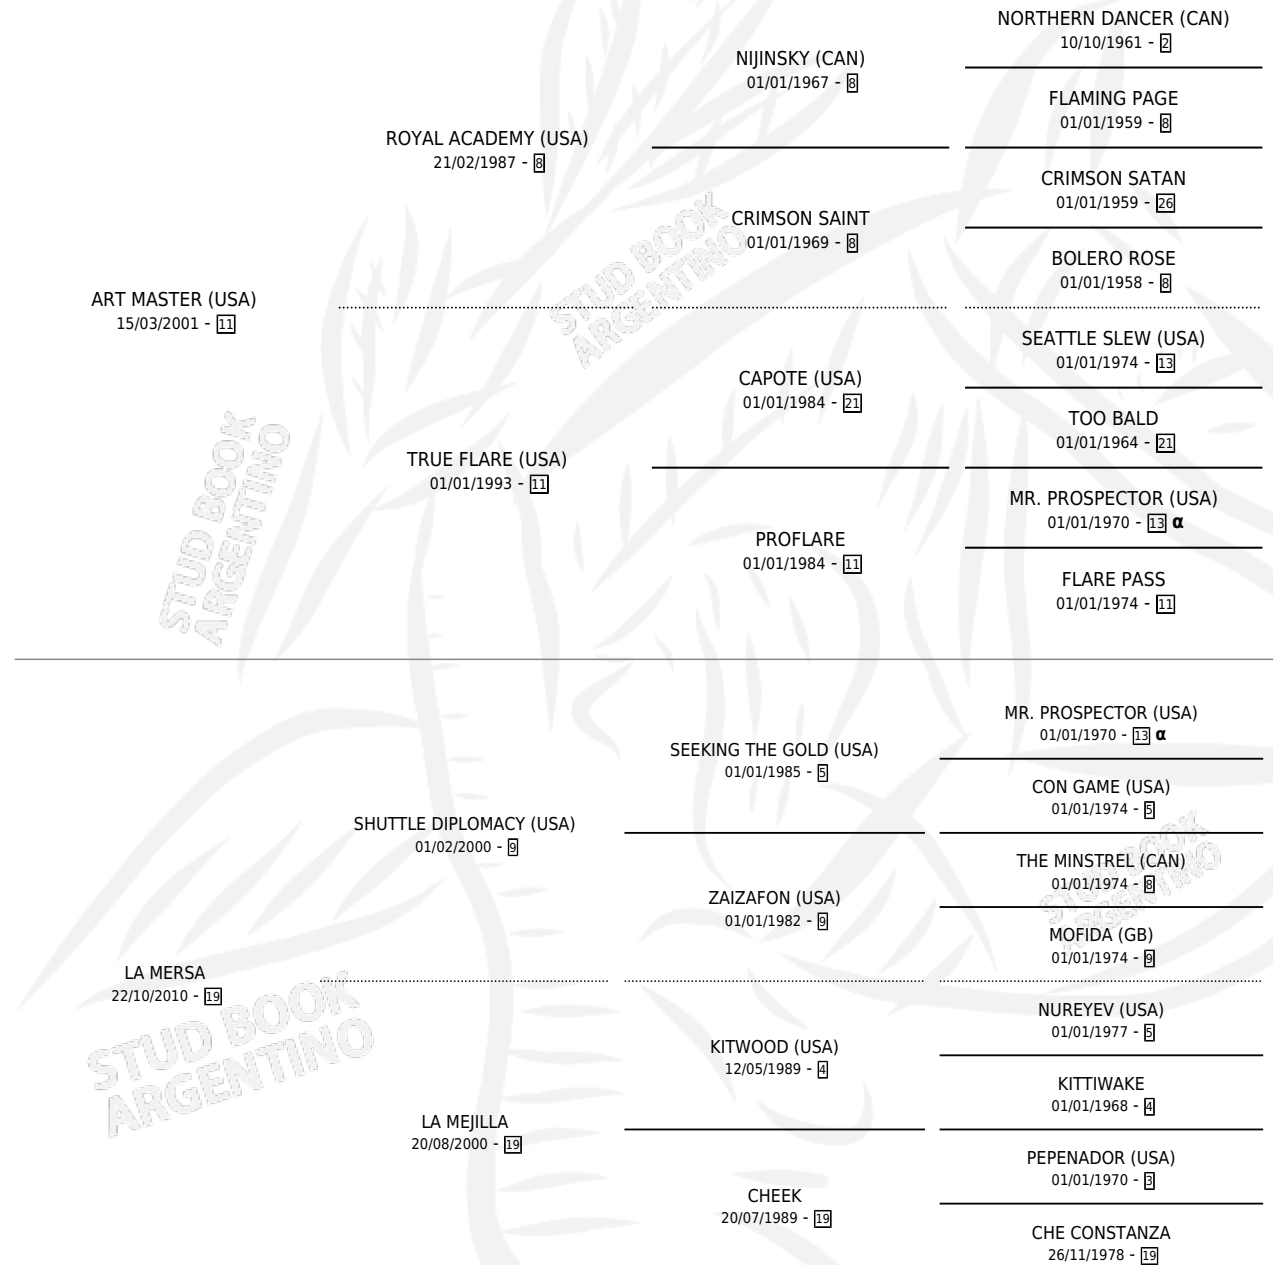 NORTHERN DANCER (CAN)
10/10/1961 - 2
NIJINSKY (CAN)
01/01/1967 - 8
FLAMING PAGE
01/01/1959 - 8
ROYAL ACADEMY (USA)
21/02/1987 - 8
CRIMSON SATAN
01/01/1959 - 26
CRIMSON SAINT
01/01/1969 - 8
BOLERO ROSE
01/01/1958 - 8
ART MASTER (USA)
15/03/2001 - 11
SEATTLE SLEW (USA)
01/01/1974 - 13
CAPOTE (USA)
01/01/1984 - 21
TOO BALD
01/01/1964 - 21
TRUE FLARE (USA)
01/01/1993 - 11
MR. PROSPECTOR (USA)
01/01/1970 - 13 α
PROFLARE
01/01/1984 - 11
FLARE PASS
01/01/1974 - 11
STUD BOOK
ARGENTINO
STUD BOOK
ARGENTINO
MR. PROSPECTOR (USA)
01/01/1970 - 13 α
SEEKING THE GOLD (USA)
01/01/1985 - 5
CON GAME (USA)
01/01/1974 - 5
SHUTTLE DIPLOMACY (USA)
01/02/2000 - 9
THE MINSTREL (CAN)
01/01/1974 - 8
ZAIZAFON (USA)
01/01/1982 - 9
MOFIDA (GB)
01/01/1974 - 9
LA MERSA
22/10/2010 - 19
NUREYEV (USA)
01/01/1977 - 5
KITWOOD (USA)
12/05/1989 - 4
KITTIWAKE
01/01/1968 - 4
LA MEJILLA
20/08/2000 - 19
PEPENADOR (USA)
01/01/1970 - 3
CHEEK
20/07/1989 - 19
CHE CONSTANZA
26/11/1978 - 19
STUD BOOK
ARGENTINO
STUD BOOK
ARGENTINO